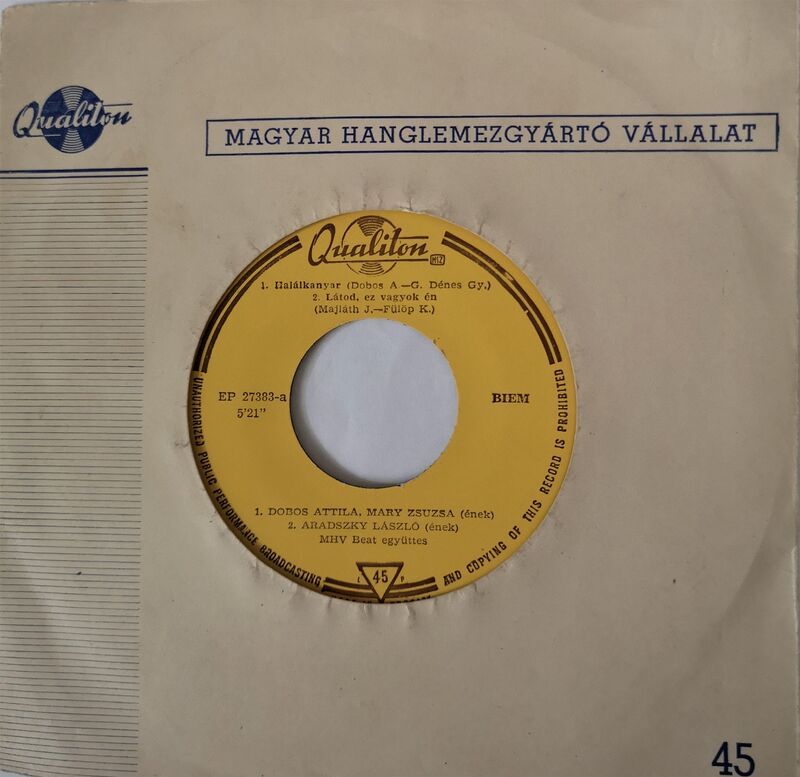 Qualiton
MAGYAR HANGLEMEZGYÁRTÓ VÁLLALAT
Qualiton
1. Halálkanyar (Dobos A —G. Dénes Gy.)
2. Látod, ez vagyok én
(Majláth J.—Fülöp K.)
EP 27383-a
5'21"
BIEM
1. DOBOS ATTILA, MARY ZSUZSA (ének)
2. ARADSZKY LÁSZLÓ (ének)
MHV Beat együttes
UNAUTHORIZED PUBLIC PERFORMANCE BROADCASTING
AND COPYING OF THIS RECORD IS PROHIBITED
L 45 P
45